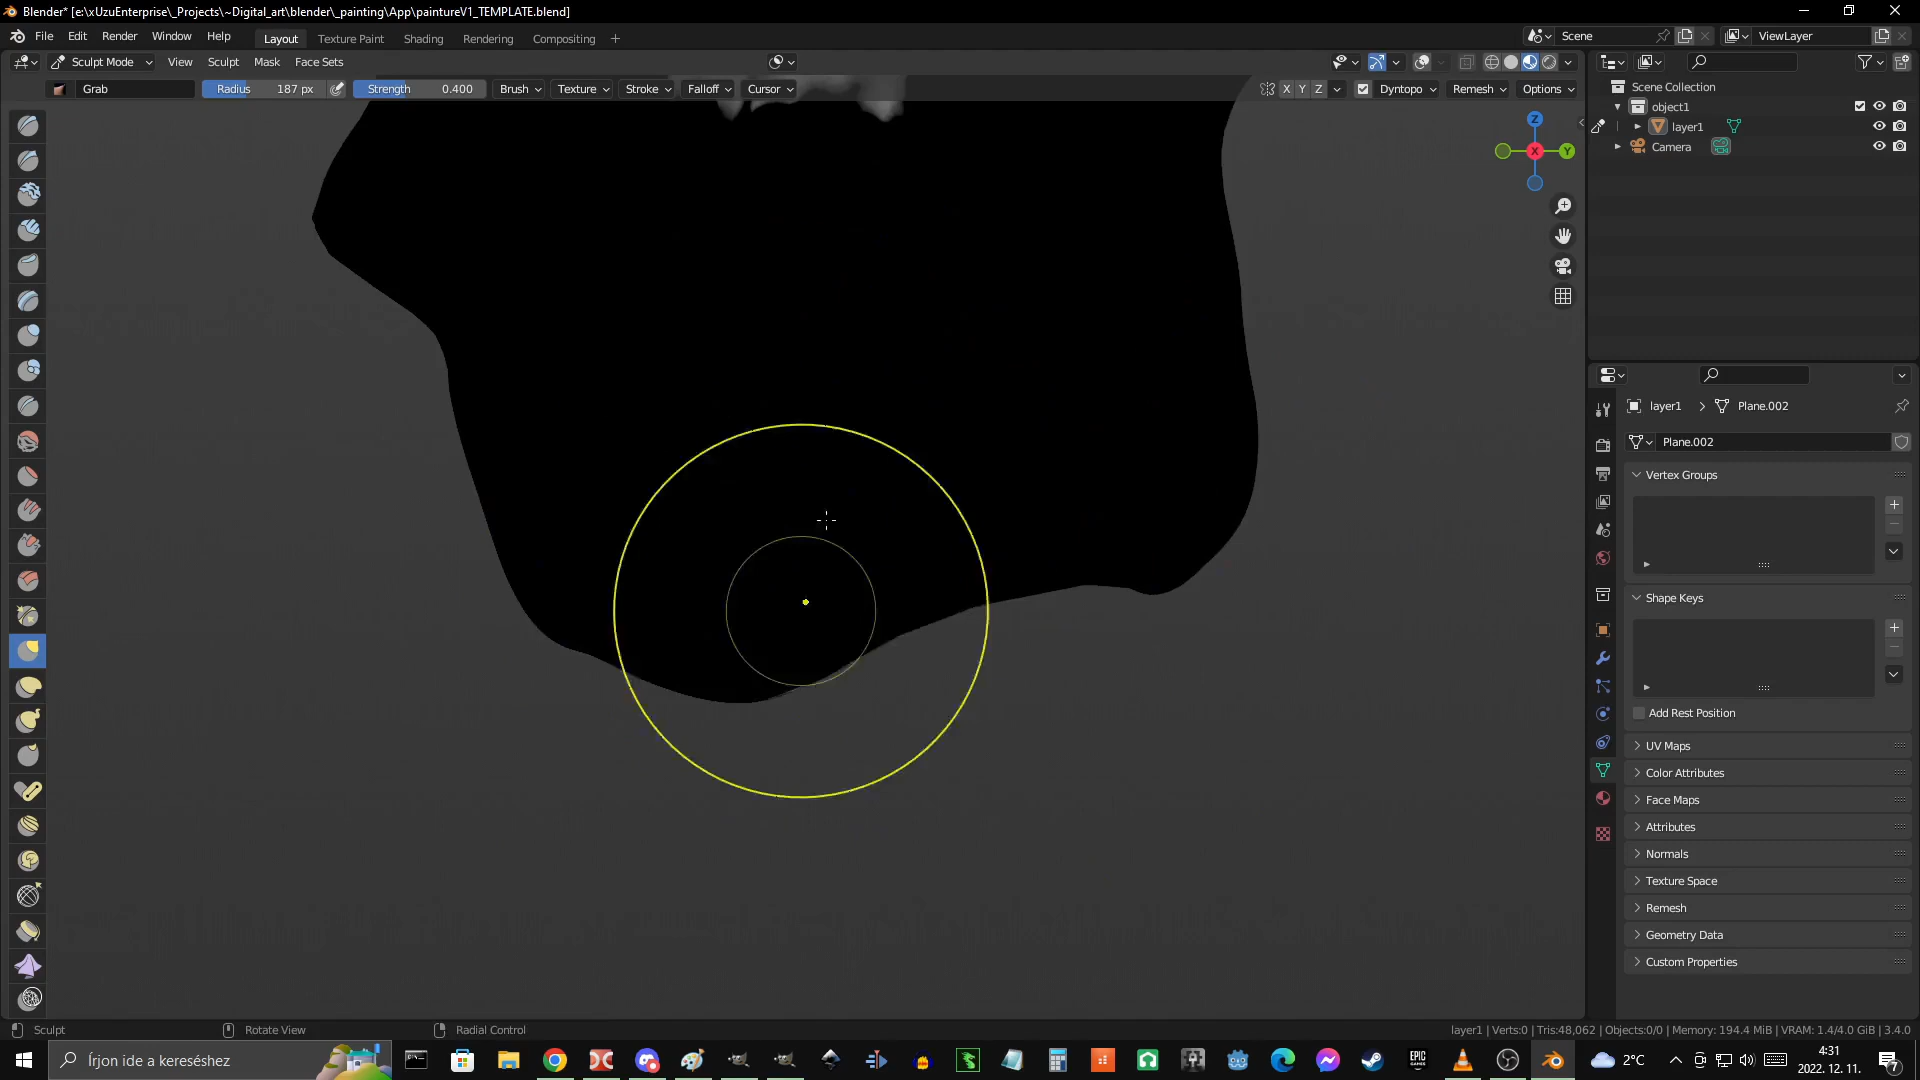 Blender* [e:\xUzuEnterprise\_Projects\~Digital_art\blender\_painting\App\paintureV1_TEMPLATE.blend]
File Edit Render Window Help Layout Texture Paint Shading Rendering Compositing + Scene ViewLayer
Sculpt Mode View Sculpt Mask Face Sets
Grab Radius 187 px Strength 0.400 Brush Texture Stroke Falloff Cursor X Y Z Dyntopo Remesh Options
Scene Collection
object1
layer1
Camera
Z
X
Y
layer1 > Plane.002
Plane.002
Vertex Groups
Shape Keys
Add Rest Position
UV Maps
Color Attributes
Face Maps
Attributes
Normals
Texture Space
Remesh
Geometry Data
Custom Properties
Sculpt Rotate View Radial Control layer1 | Verts:0 | Tris:48,062 | Objects:0/0 | Memory: 194.4 MiB | VRAM: 1.4/4.0 GiB | 3.4.0
Írjon ide a kereséshez EPIC GAMES 2°C 4:31
2022. 12. 11. 7